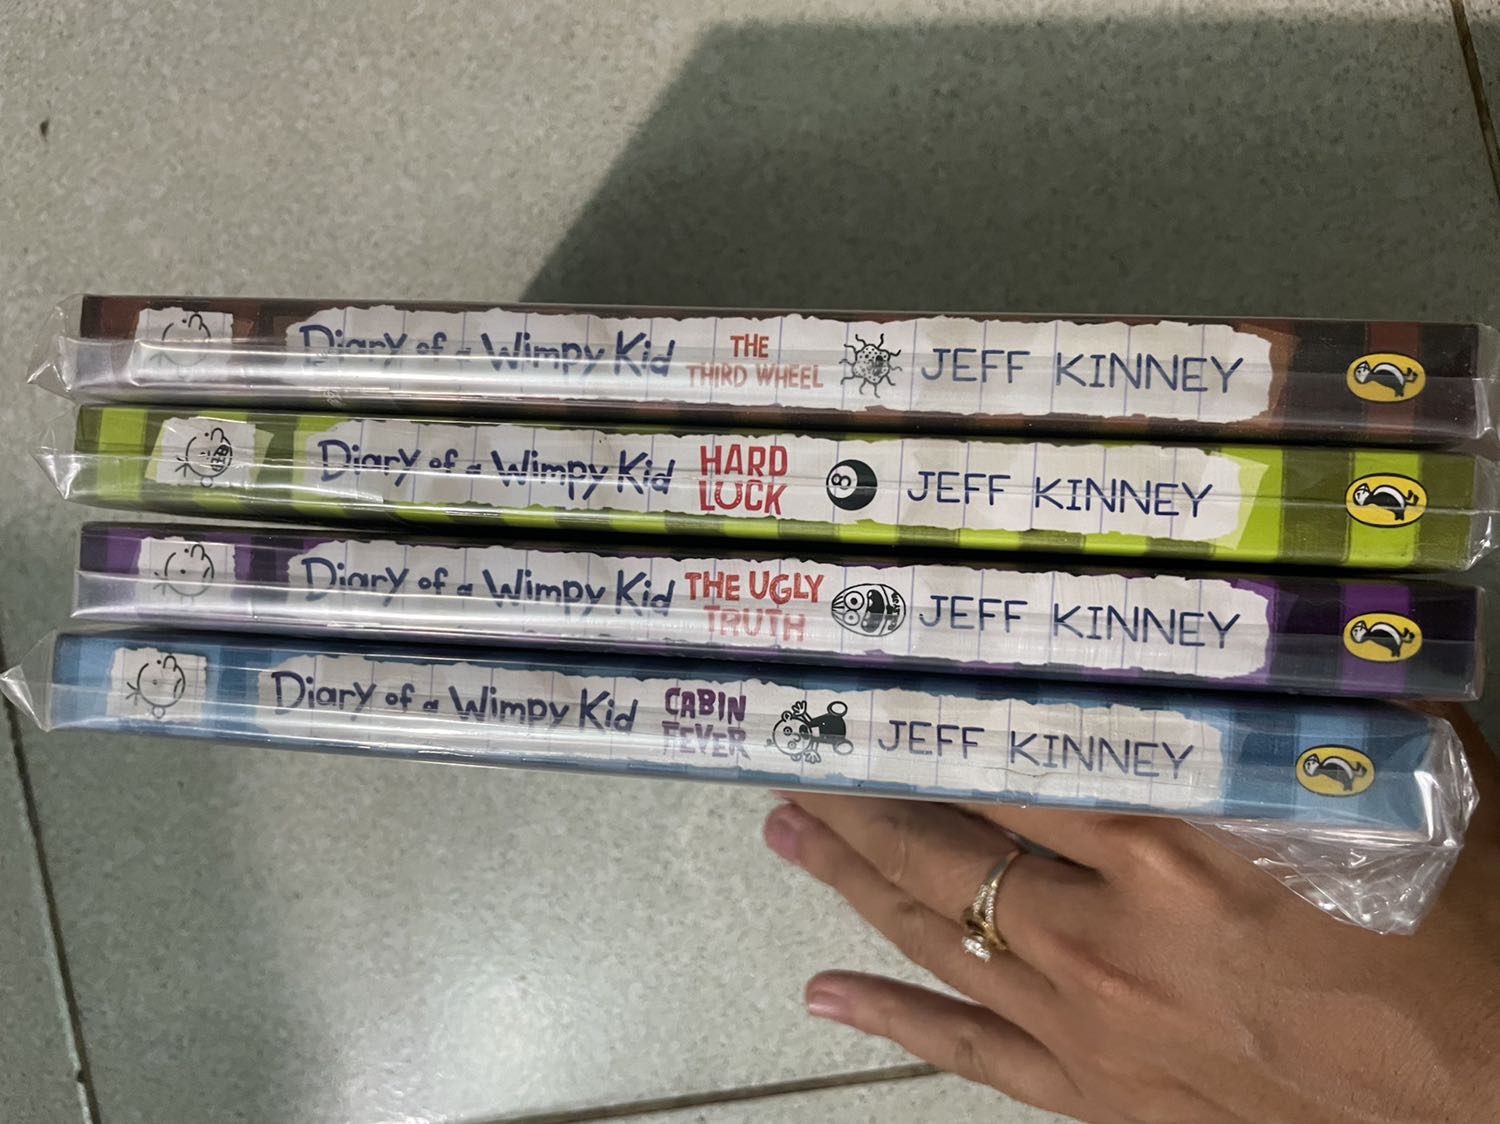 Diary of a Wimpy Kid THE THIRD WHEEL JEFF KINNEY
Diary of a Wimpy Kid HARD LUCK 8 JEFF KINNEY
Diary of a Wimpy Kid THE UGLY TRUTH JEFF KINNEY
Diary of a Wimpy Kid CABIN FEVER JEFF KINNEY